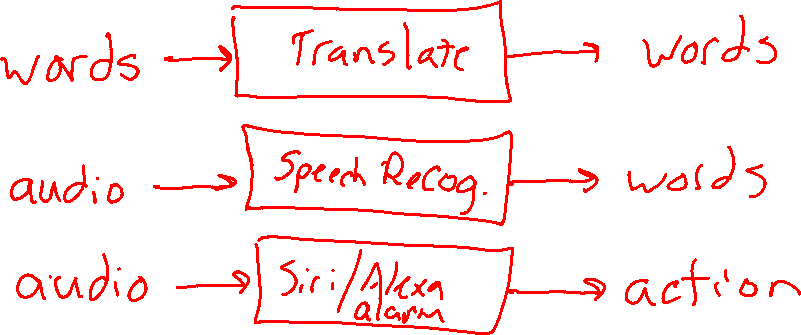 words Translate words
audio Speech Recog. words
audio Siri/Alexa action
alarm